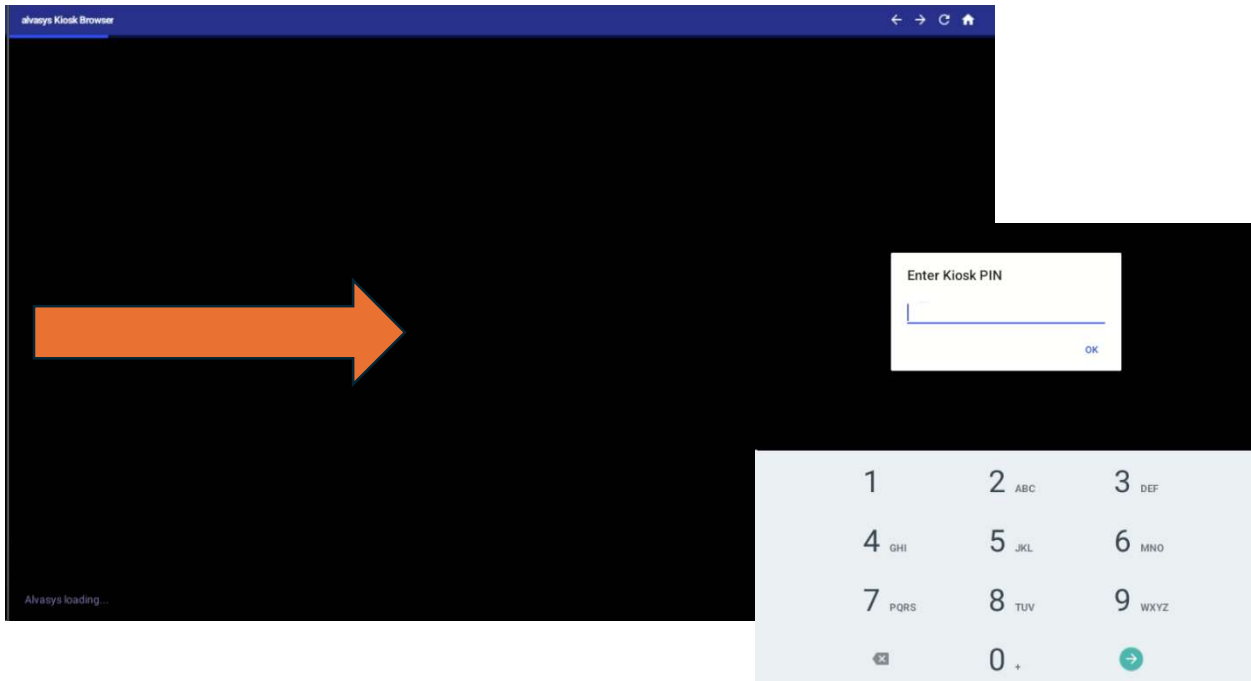 alvasys Kiosk Browser
Enter Kiosk PIN
OK
1
2 ABC
3 DEF
4 GHI
5 JKL
6 MNO
7 PQRS
8 TUV
9 WXYZ
0 +
Alvasys loading...